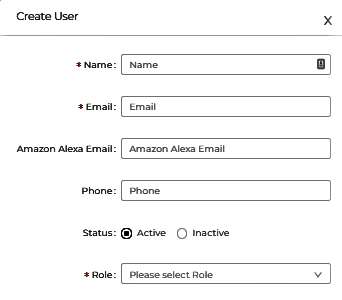 Create User
X
* Name: Name
* Email: Email
Amazon Alexa Email: Amazon Alexa Email
Phone: Phone
Status: Active Inactive
* Role: Please select Role